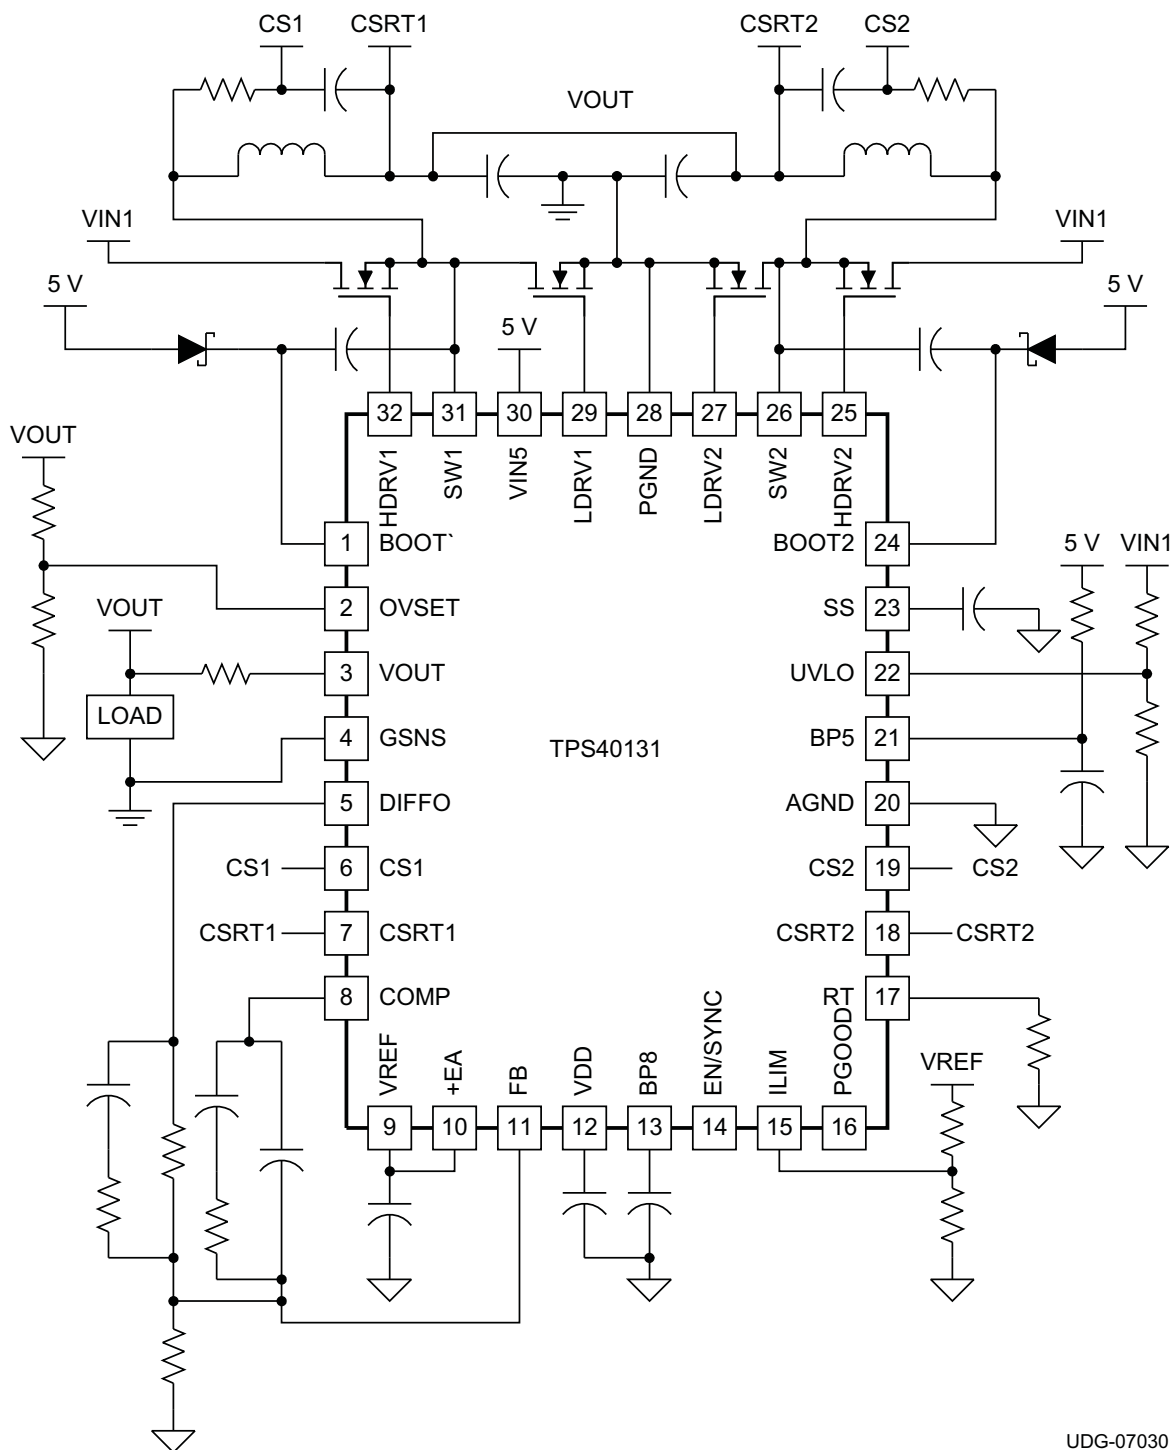 CS1
CSRT1
CSRT2
CS2
VOUT
VIN1
VIN1
5 V
5 V
5 V
32
31
30
29
28
27
26
25
HDRV1
SW1
VIN5
LDRV1
PGND
LDRV2
SW2
HDRV2
VOUT
1 BOOT`
BOOT2 24
5 V
VIN1
2 OVSET
SS 23
VOUT
3 VOUT
UVLO 22
LOAD
4 GSNS
TPS40131
BP5 21
5 DIFFO
AGND 20
CS1 6 CS1
CS2 19 CS2
CSRT1 7 CSRT1
CSRT2 18 CSRT2
8 COMP
RT 17
VREF
+EA
FB
VDD
BP8
EN/SYNC
ILIM
PGOOD
VREF
9
10
11
12
13
14
15
16
UDG-07030